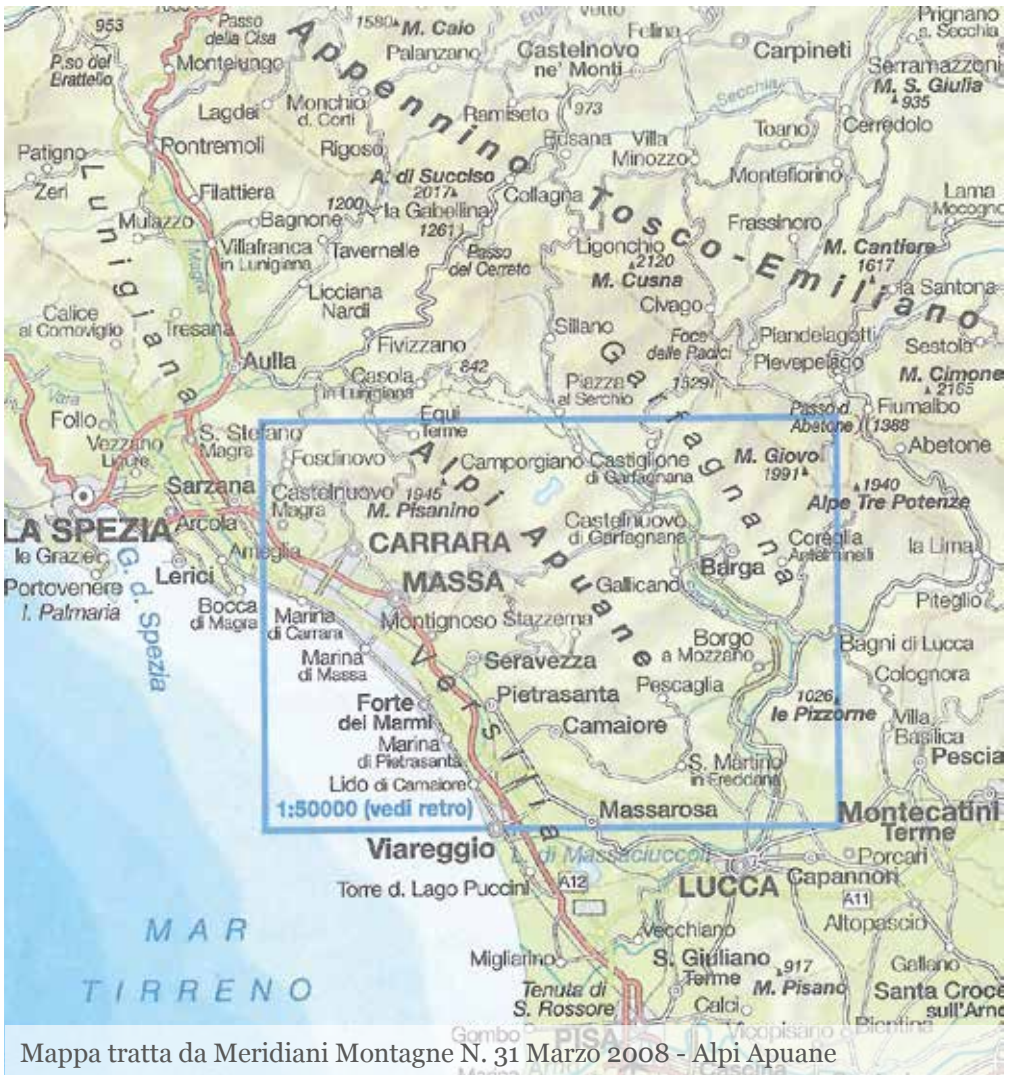 953
Passo
della Cisa
1580 M. Caio
Palanzano
Vetto
Felina
Prignano
s. Secchia
P.so del
Brattello
Montelungo
Castelnovo
ne' Monti
Carpineti
Serramazzoni
M. S. Giulia
935
Appennino
Tosco-Emiliano
Lagdei
Monchio
d. Corti
Ramiseto
973
Secchia
Toano
Cerredolo
Pontremoli
Rigoso
Busana
Villa
Minozzo
Patigno
Zeri
Lunigiana
Filattiera
A. di Succiso
2017
Collagna
Montefiorino
Lama
Mocogno
Mulazzo
Bagnone
1200
la Gabellina
1261
Frassinoro
Villafranca
in Lunigiana
Tavernelle
Passo
del Cerreto
Ligonchio
2120
M. Cusna
M. Cantiere
1617
Magra
Licciana
Nardi
Civago
la Santona
Calice
al Cornoviglio
Tresana
Fivizzano
Sillano
Garfagnana
Foce
delle Radici
Piandelagotti
Sestola
Aulla
842
Pievepelago
Casola
in Lunigiana
Piazza
al Serchio
1529
M. Cimone
2165
Vara
Follo
Equi
Terme
Passo d.
Abetone
1388
Fiumalbo
Vezzano
Ligure
S. Stefano
Magra
Fosdinovo
Alpi Apuane
Camporgiano
Castiglione
di Garfagnana
M. Giovo
1991
Abetone
Sarzana
Castelnuovo
Magra
1945
M. Pisanino
1940
Alpe Tre Potenze
LA SPEZIA
Arcola
Castelnuovo
di Garfagnana
Coreglia
Antelminelli
la Lima
le Grazie
Ameglia
CARRARA
Barga
Portovenere
Lerici
MASSA
Gallicano
Serchio
I. Palmaria
G. d. Spezia
Bocca
di Magra
Marina
di Carrara
Montignoso
Stazzema
Piteglio
Marina
di Massa
Versilia
Seravezza
Borgo
a Mozzano
Bagni di Lucca
Colognora
Forte
dei Marmi
Pietrasanta
Pescaglia
1026
le Pizzorne
Villa
Basilica
Marina
di Pietrasanta
Camaiore
Pescia
Lido di Camaiore
S. Martino
in Freddana
1:50000 (vedi retro)
Massarosa
Montecatini
Terme
Viareggio
L. di Massaciuccoli
Porcari
Torre d. Lago Puccini
A12
LUCCA
Capannori
A11
Altopascio
MAR
TIRRENO
Vecchiano
Migliarino
S. Giuliano
Terme
917
M. Pisano
Galleno
Tenuta di
S. Rossore
Calci
Santa Croce
sull'Arno
Gombo
PISA
Vicopisano
Bientina
Mappa tratta da Meridiani Montagne N. 31 Marzo 2008 - Alpi Apuane